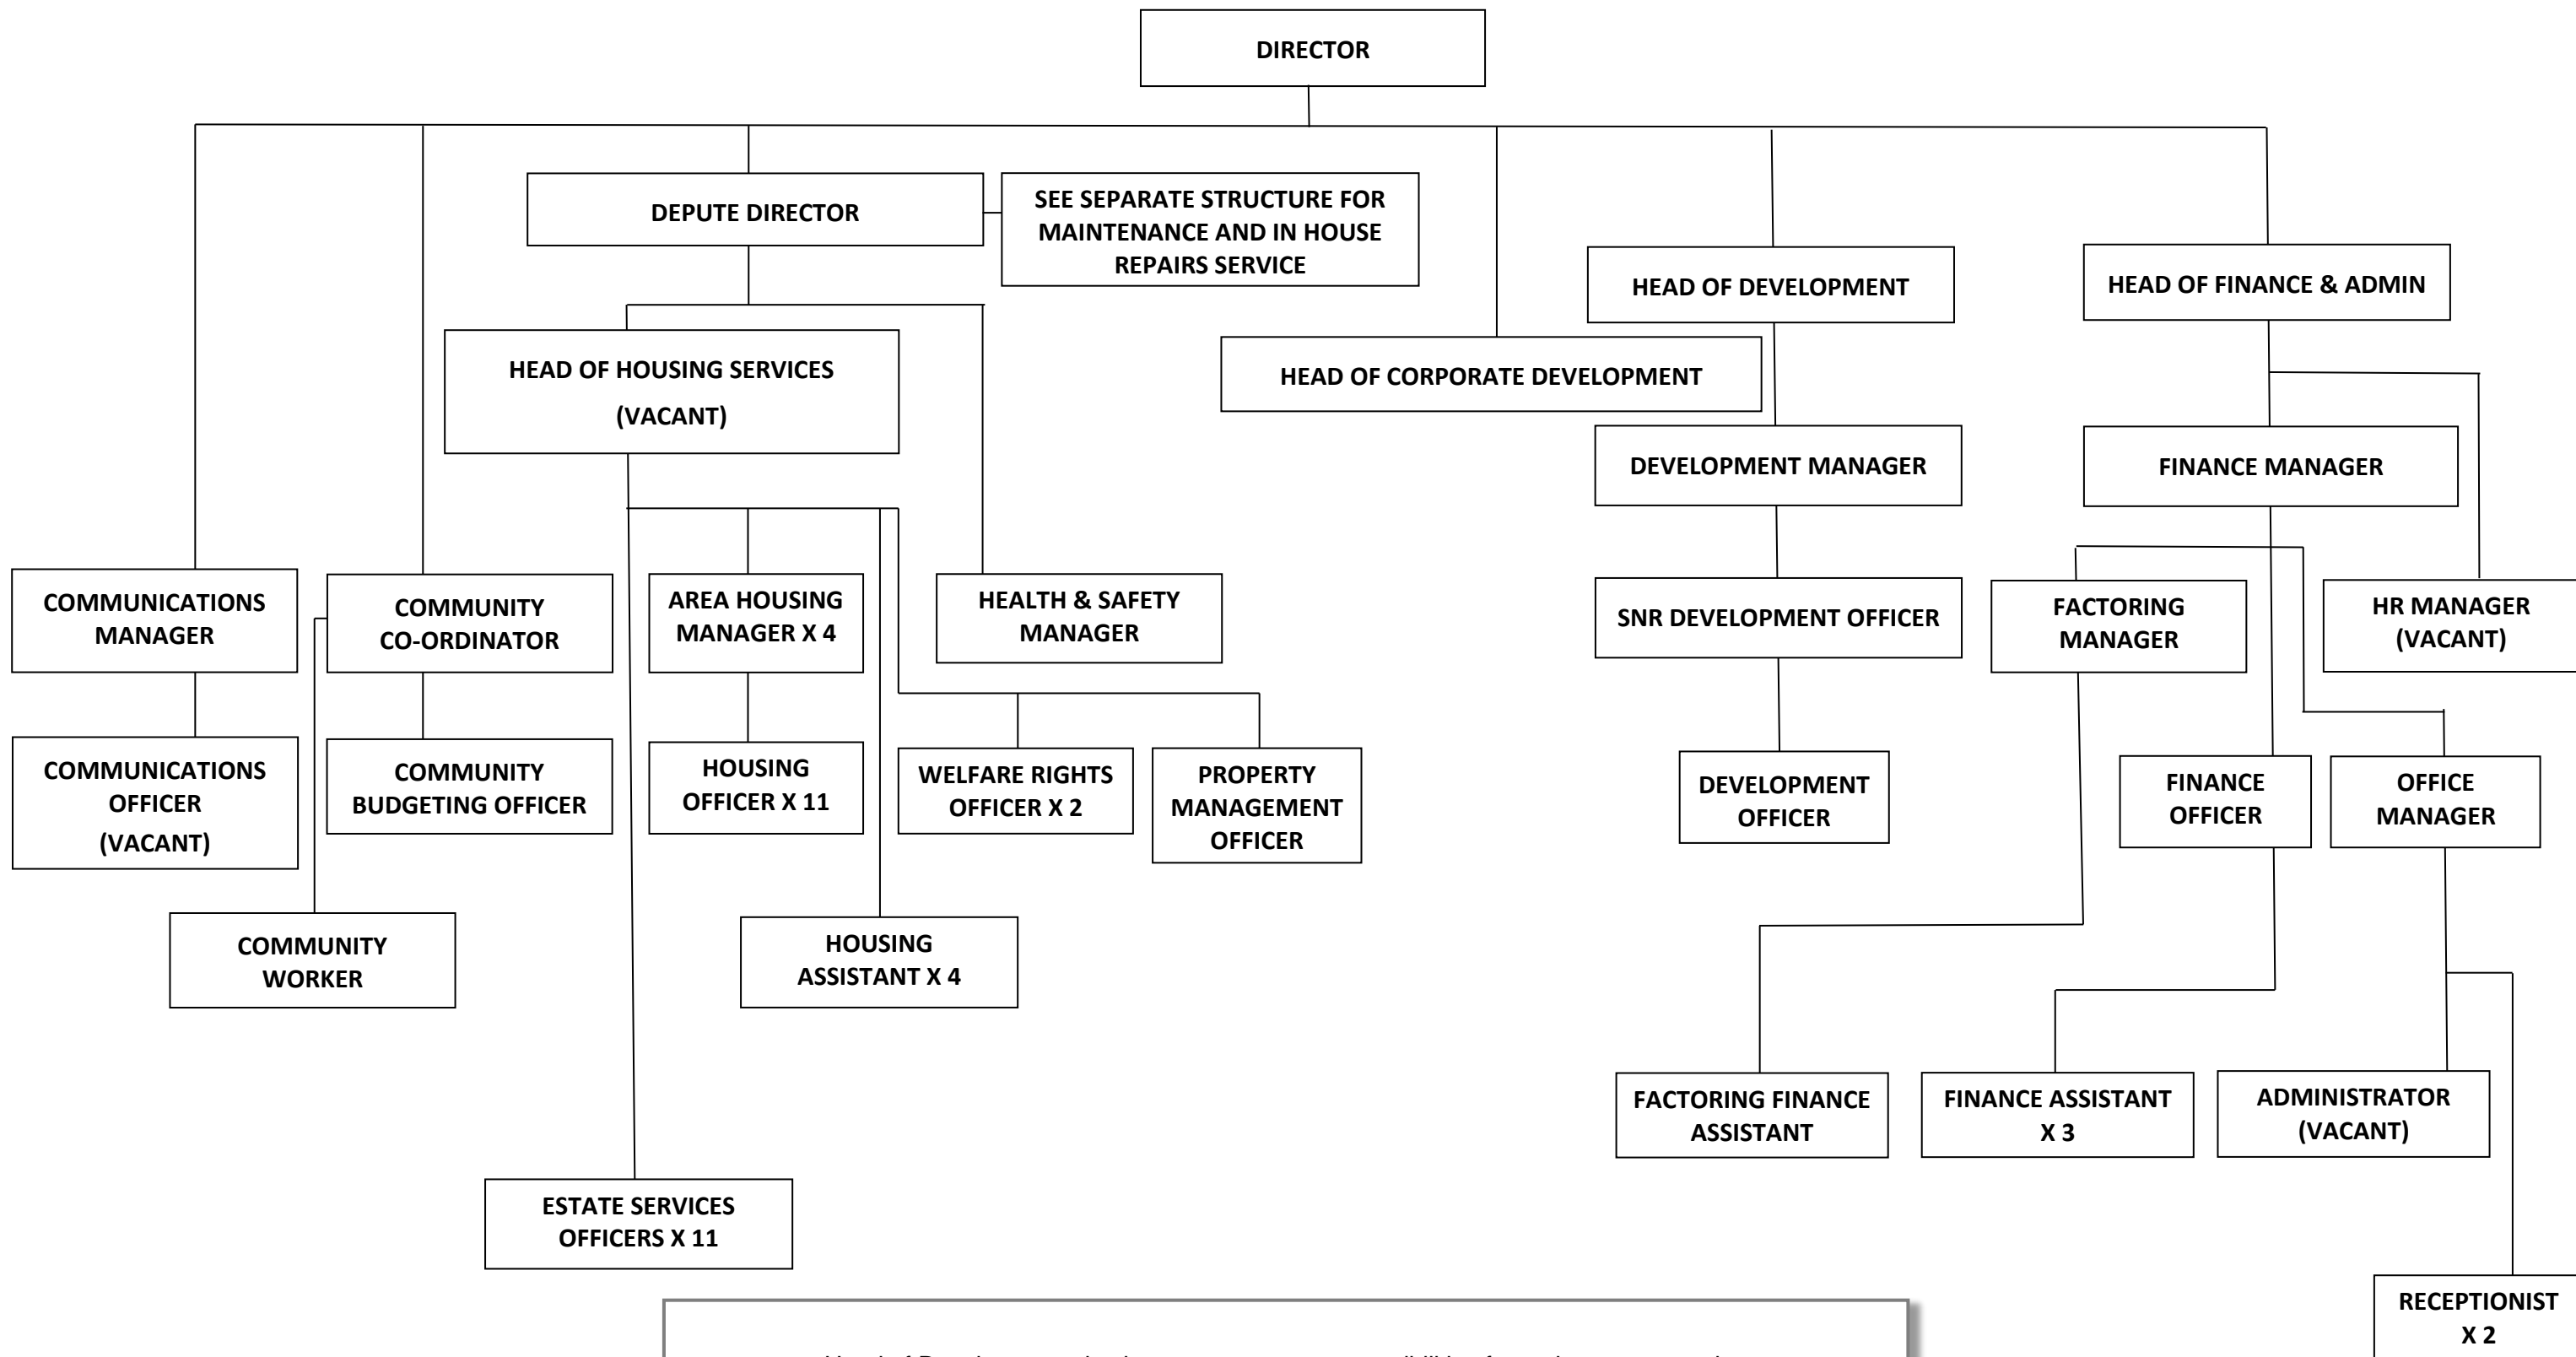 DIRECTOR
DEPUTE DIRECTOR
SEE SEPARATE STRUCTURE FOR
MAINTENANCE AND IN HOUSE
REPAIRS SERVICE
HEAD OF DEVELOPMENT
HEAD OF FINANCE & ADMIN
HEAD OF HOUSING SERVICES
(VACANT)
HEAD OF CORPORATE DEVELOPMENT
DEVELOPMENT MANAGER
FINANCE MANAGER
COMMUNICATIONS
MANAGER
COMMUNITY
CO-ORDINATOR
AREA HOUSING
MANAGER X 4
HEALTH & SAFETY
MANAGER
SNR DEVELOPMENT OFFICER
FACTORING
MANAGER
HR MANAGER
(VACANT)
COMMUNICATIONS
OFFICER
(VACANT)
COMMUNITY
BUDGETING OFFICER
HOUSING
OFFICER X 11
WELFARE RIGHTS
OFFICER X 2
PROPERTY
MANAGEMENT
OFFICER
DEVELOPMENT
OFFICER
FINANCE
OFFICER
OFFICE
MANAGER
COMMUNITY
WORKER
HOUSING
ASSISTANT X 4
FACTORING FINANCE
ASSISTANT
FINANCE ASSISTANT
X 3
ADMINISTRATOR
(VACANT)
ESTATE SERVICES
OFFICERS X 11
RECEPTIONIST
X 2
Head of